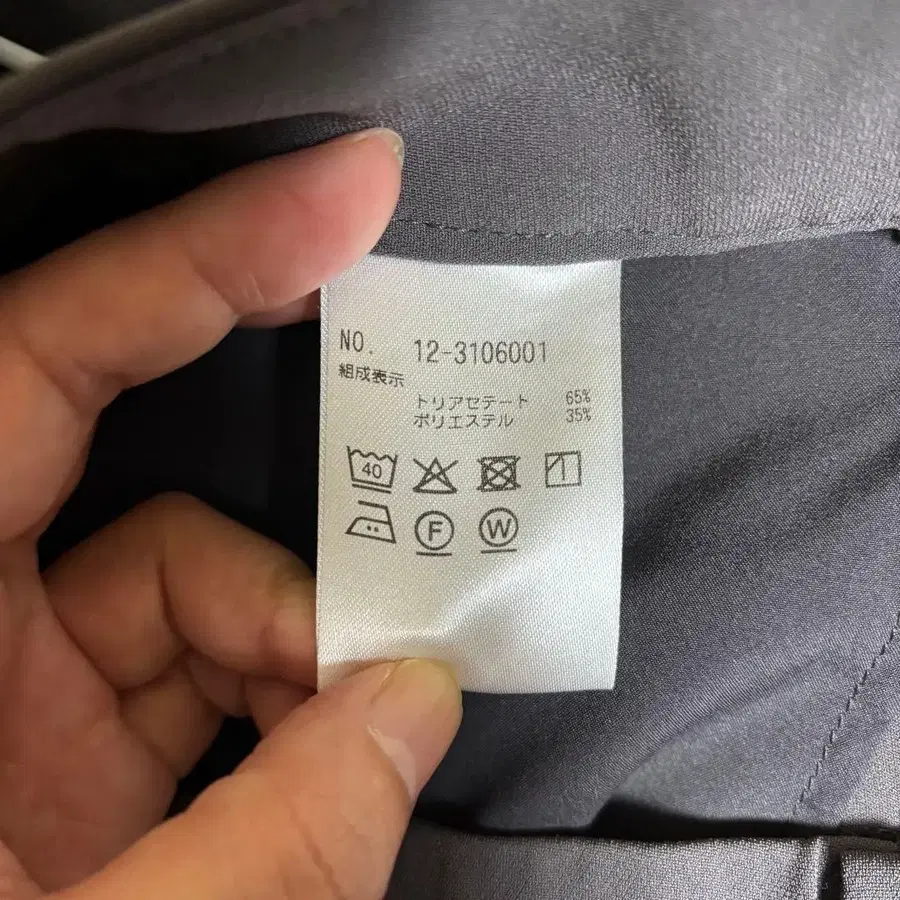 NO. 12-3106001
組成表示
トリアセテート 65%
ポリエステル 35%
40
F W